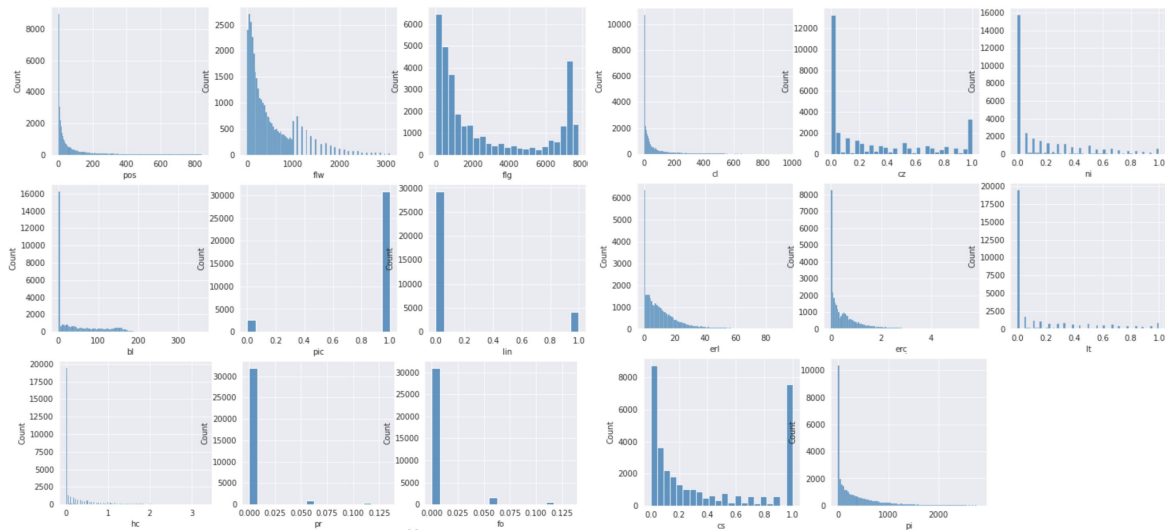 8000
6000
4000
2000
0
Count
0 200 400 600 800
pos
2500
2000
1500
1000
500
0
Count
0 1000 2000 3000
flw
6000
5000
4000
3000
2000
1000
0
Count
0 2000 4000 6000 8000
flg
10000
8000
6000
4000
2000
0
Count
0 200 400 600 800 1000
cl
12000
10000
8000
6000
4000
2000
0
Count
0.0 0.2 0.4 0.6 0.8 1.0
cz
16000
14000
12000
10000
8000
6000
4000
2000
0
Count
0.0 0.2 0.4 0.6 0.8 1.0
ni
16000
14000
12000
10000
8000
6000
4000
2000
0
Count
0 100 200 300
bl
30000
25000
20000
15000
10000
5000
0
Count
0.0 0.2 0.4 0.6 0.8 1.0
pic
30000
25000
20000
15000
10000
5000
0
Count
0.0 0.2 0.4 0.6 0.8 1.0
lin
6000
5000
4000
3000
2000
1000
0
Count
0 20 40 60 80
erl
8000
6000
4000
2000
0
Count
0 2 4
erc
20000
17500
15000
12500
10000
7500
5000
2500
0
Count
0.0 0.2 0.4 0.6 0.8 1.0
lt
20000
17500
15000
12500
10000
7500
5000
2500
0
Count
0 1 2 3
hc
30000
25000
20000
15000
10000
5000
0
Count
0.000 0.025 0.050 0.075 0.100 0.125
pr
30000
25000
20000
15000
10000
5000
0
Count
0.000 0.025 0.050 0.075 0.100 0.125
fo
8000
6000
4000
2000
0
Count
0.0 0.2 0.4 0.6 0.8 1.0
cs
10000
8000
6000
4000
2000
0
Count
0 1000 2000
pi